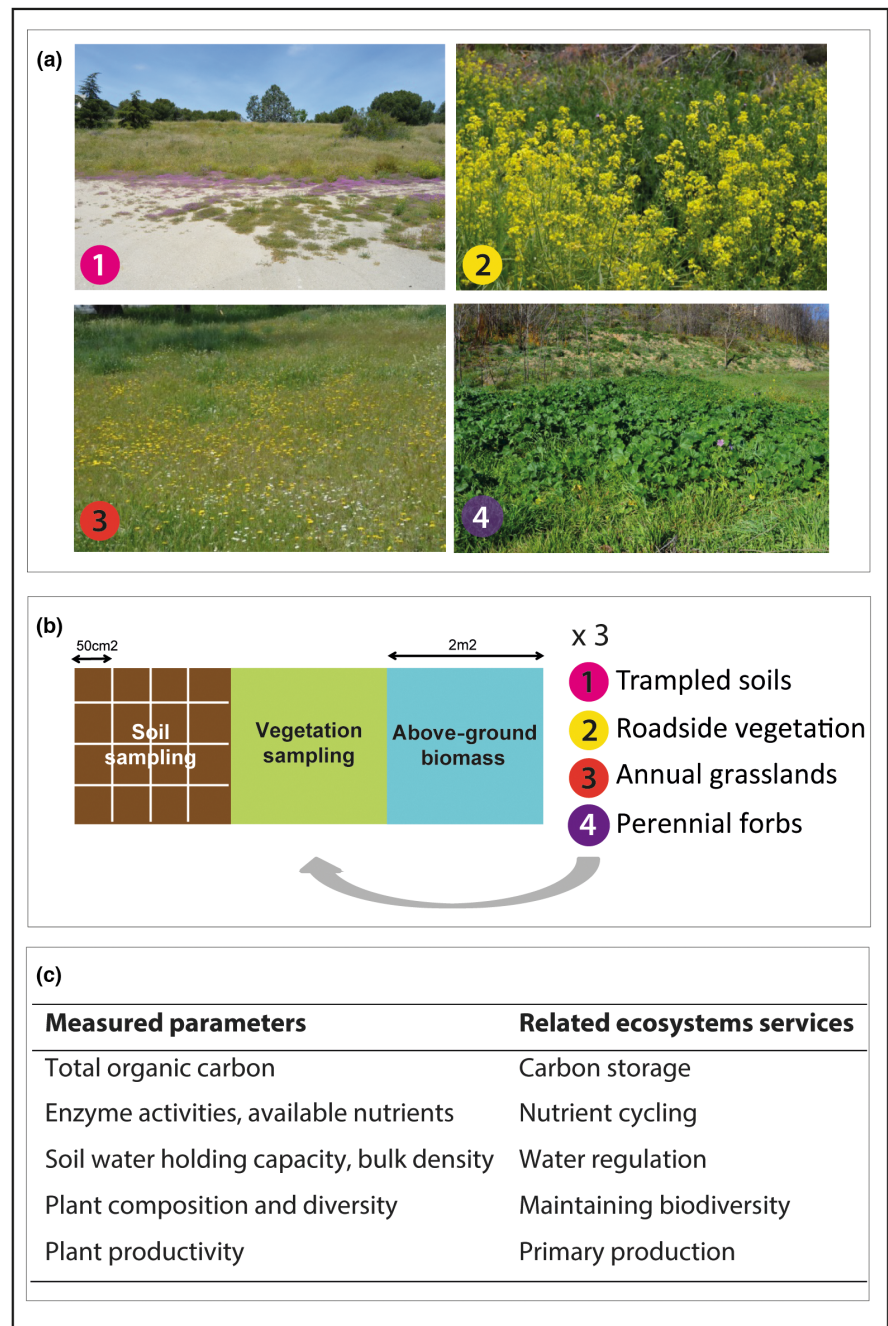 (a)
1
2
3
4
(b)
50cm2
2m2
Soil
sampling
Vegetation
sampling
Above-ground
biomass
x 3
1 Trampled soils
2 Roadside vegetation
3 Annual grasslands
4 Perennial forbs
(c)
Measured parameters Related ecosystems services
Total organic carbon Carbon storage
Enzyme activities, available nutrients Nutrient cycling
Soil water holding capacity, bulk density Water regulation
Plant composition and diversity Maintaining biodiversity
Plant productivity Primary production